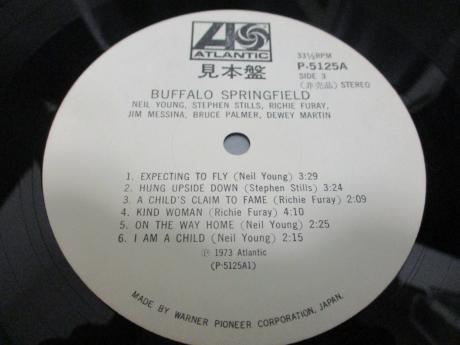 ATLANTIC
33⅓RPM
P-5125A
SIDE 3
(非売品) STEREO
見本盤
BUFFALO SPRINGFIELD
NEIL YOUNG, STEPHEN STILLS, RICHIE FURAY,
JIM MESSINA, BRUCE PALMER, DEWEY MARTIN
1. EXPECTING TO FLY (Neil Young) 3:29
2. HUNG UPSIDE DOWN (Stephen Stills) 3:24
3. A CHILD'S CLAIM TO FAME (Richie Furay) 2:09
4. KIND WOMAN (Richie Furay) 4:10
5. ON THE WAY HOME (Neil Young) 2:25
6. I AM A CHILD (Neil Young) 2:15
℗ 1973 Atlantic
(P-5125A1)
MADE BY WARNER PIONEER CORPORATION, JAPAN.